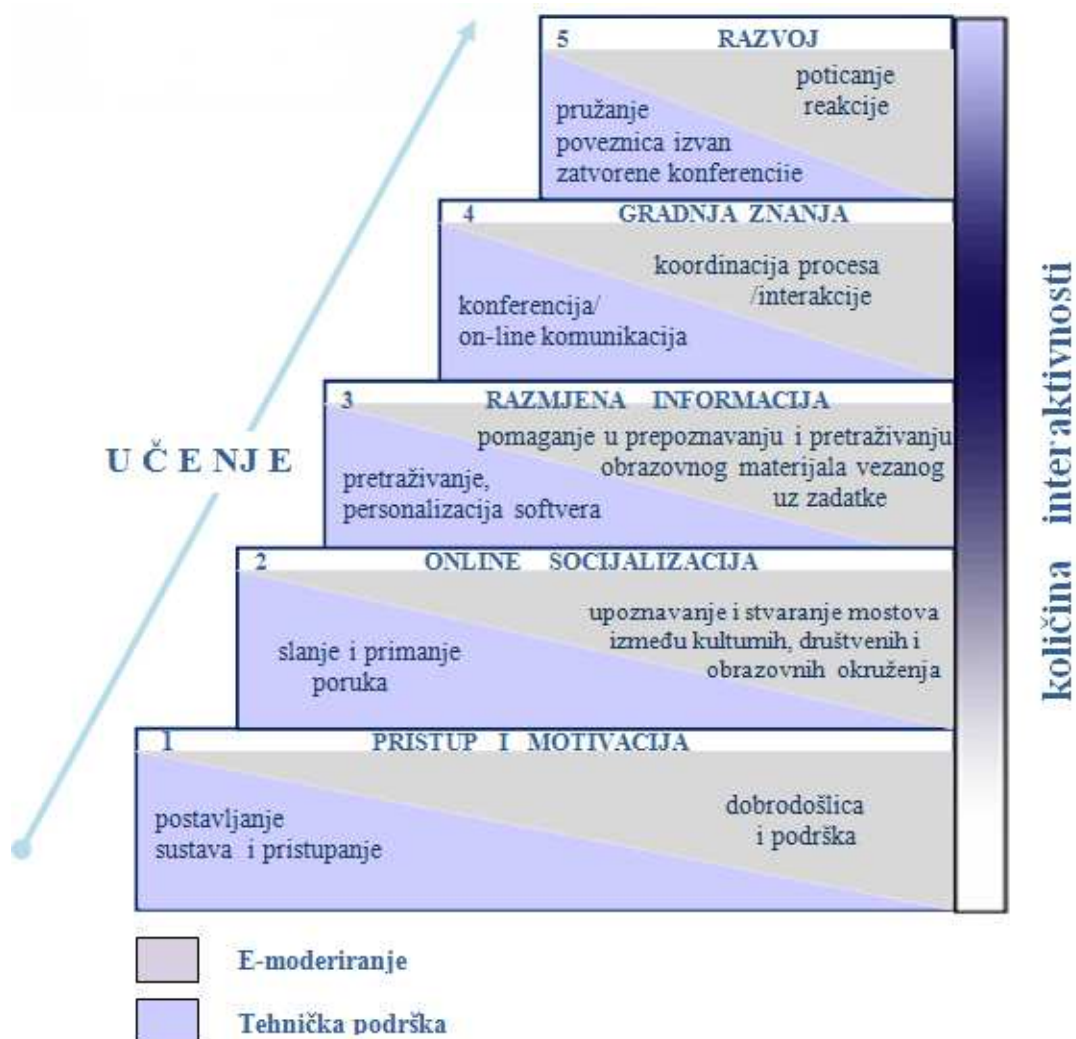 5 RAZVOJ
poticanje
reakcije
pružanje
poveznica izvan
zatvorene konferencije
4 GRADNJA ZNANJA
koordinacija procesa
/interakcije
konferencija/
on-line komunikacija
3 RAZMJENA INFORMACIJA
pomaganje u prepoznavanju i pretraživanju
obrazovnog materijala vezanog
uz zadatke
pretraživanje,
personalizacija softvera
2 ONLINE SOCIJALIZACIJA
upoznavanje i stvaranje mostova
između kulturnih, društvenih i
obrazovnih okruženja
slanje i primanje
poruka
1 PRISTUP I MOTIVACIJA
dobrodošlica
i podrška
postavljanje
sustava i pristupanje
U Č E NJ E
količina interaktivnosti
E-moderiranje
Tehnička podrška